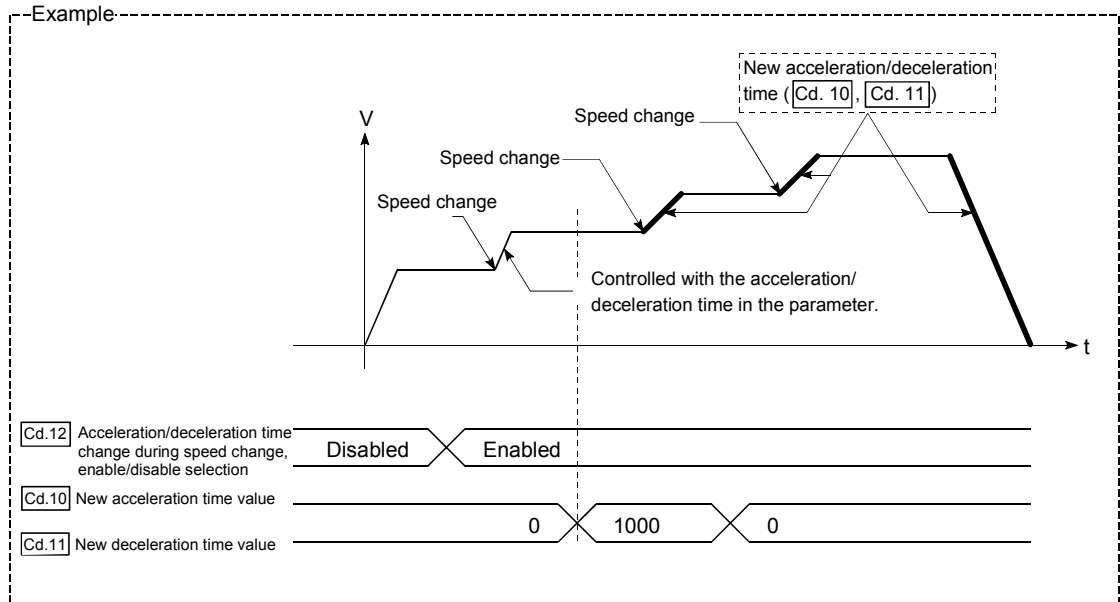 Example
New acceleration/deceleration
time ( Cd. 10 , Cd. 11 )
Speed change
V
Speed change
Speed change
Controlled with the acceleration/
deceleration time in the parameter.
t
Cd.12 Acceleration/deceleration time
change during speed change,
enable/disable selection
Disabled
Enabled
Cd.10 New acceleration time value
0
1000
0
Cd.11 New deceleration time value